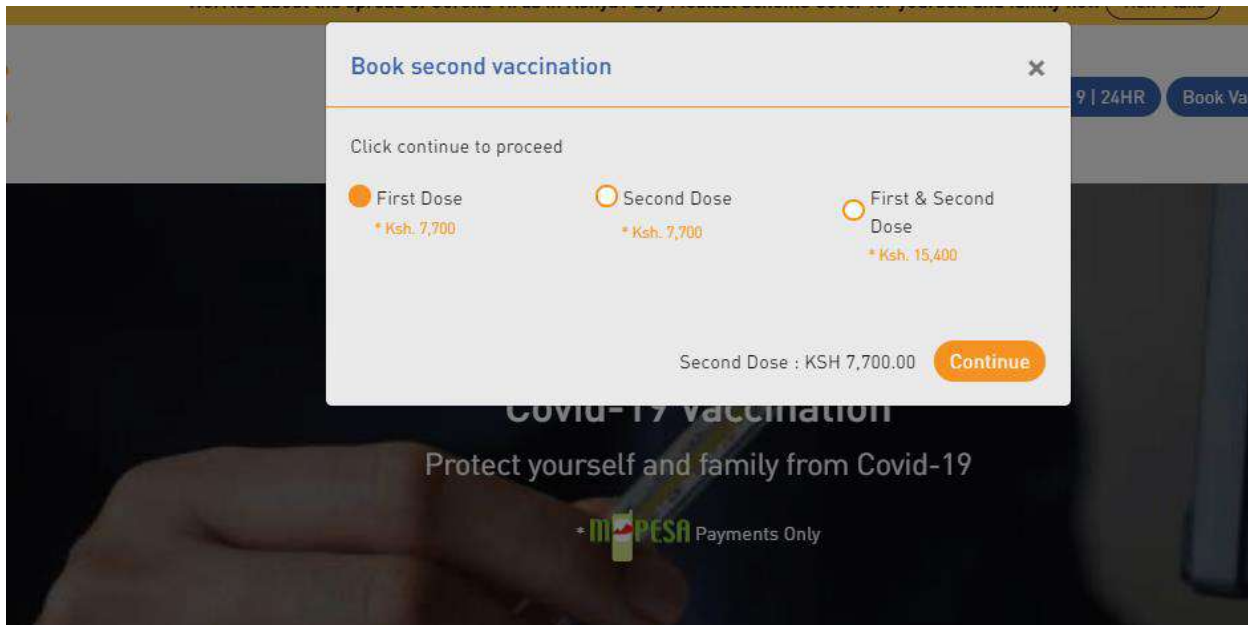 Book second vaccination
×
9 | 24HR
Book Va
Click continue to proceed
First Dose
* Ksh. 7,700
Second Dose
* Ksh. 7,700
First & Second
Dose
* Ksh. 15,400
Second Dose : KSH 7,700.00
Continue
Covid-19 Vaccination
Protect yourself and family from Covid-19
* M-PESA Payments Only